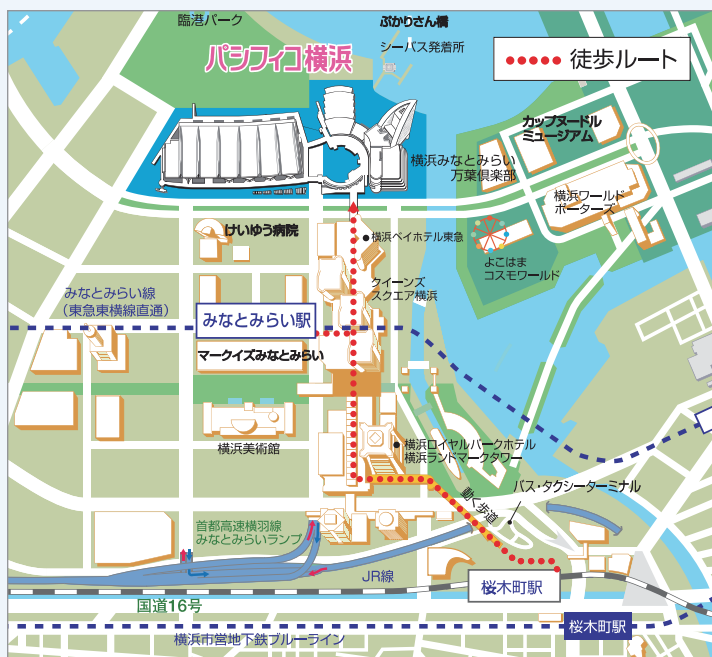 臨港パーク
ぷかりさん橋
シーバス発着所
パシフィコ横浜
徒歩ルート
カップヌードル
ミュージアム
横浜みなとみらい
万葉倶楽部
横浜ワールド
ポーターズ
けいゆう病院
横浜ベイホテル東急
よこはま
コスモワールド
クイーンズ
スクエア横浜
みなとみらい線
(東急東横線直通)
みなとみらい駅
マークイズみなとみらい
横浜美術館
横浜ロイヤルパークホテル
横浜ランドマークタワー
動く歩道
バス・タクシーターミナル
首都高速横羽線
みなとみらいランプ
JR線
桜木町駅
国道16号
桜木町駅
横浜市営地下鉄ブルーライン